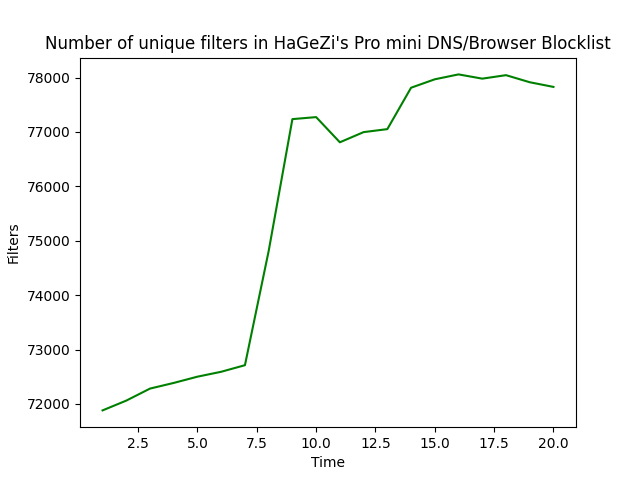 Number of unique filters in HaGeZi's Pro mini DNS/Browser Blocklist
78000
77000
76000
75000
74000
73000
72000
Filters
2.5 5.0 7.5 10.0 12.5 15.0 17.5 20.0
Time